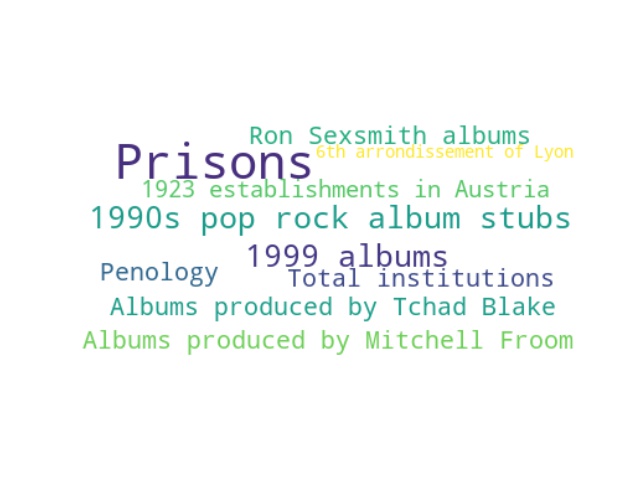 Ron Sexsmith albums
Prisons
6th arrondissement of Lyon
1923 establishments in Austria
1990s pop rock album stubs
1999 albums
Penology
Total institutions
Albums produced by Tchad Blake
Albums produced by Mitchell Froom